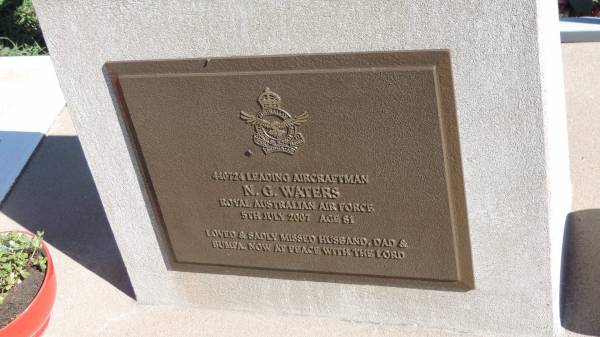 440724 LEADING AIRCRAFTMAN
N. G. WATERS
ROYAL AUSTRALIAN AIR FORCE
5TH JULY 2007 AGE 81
LOVED & SADLY MISSED HUSBAND, DAD &
BUMPA. NOW AT PEACE WITH THE LORD